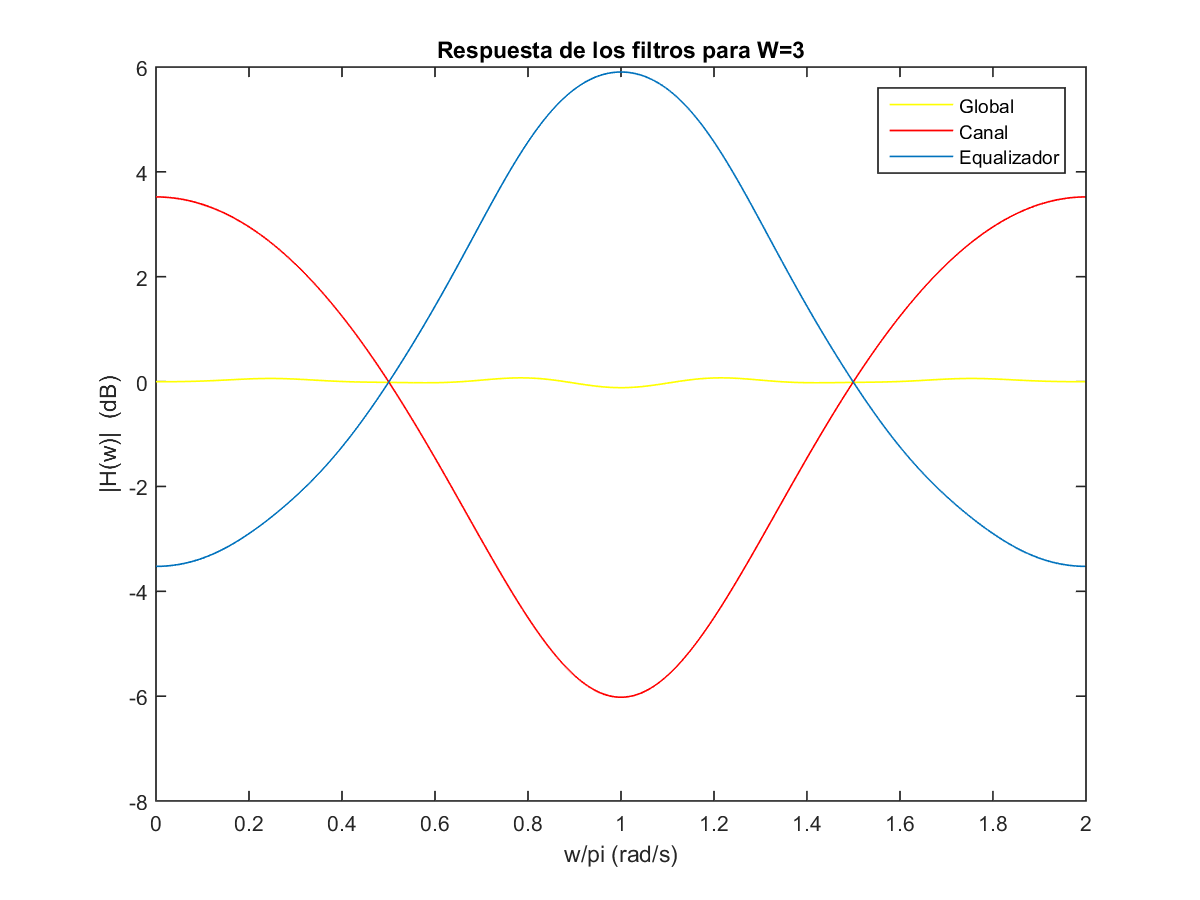 Respuesta de los filtros para W=3
Global
Canal
Equalizador
|H(w)| (dB)
6
4
2
0
-2
-4
-6
-8
0 0.2 0.4 0.6 0.8 1 1.2 1.4 1.6 1.8 2
w/pi (rad/s)